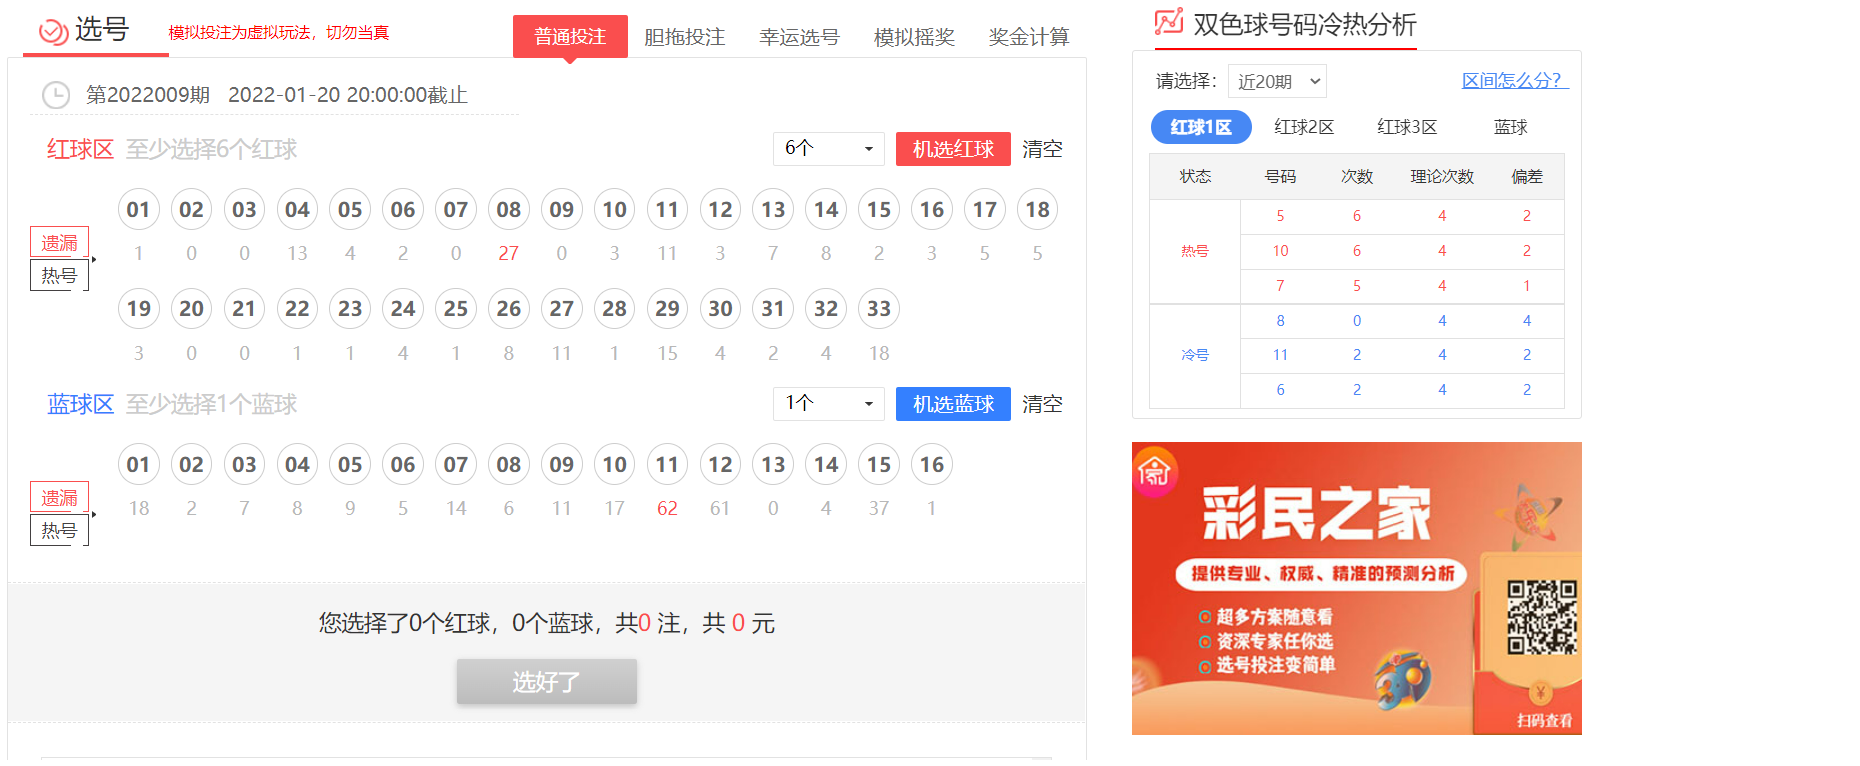 选号
模拟投注为虚拟玩法，切勿当真
普通投注 胆拖投注 幸运选号 模拟摇奖 奖金计算
第2022009期 2022-01-20 20:00:00截止
红球区 至少选择6个红球 6个 机选红球 清空
01 02 03 04 05 06 07 08 09 10 11 12 13 14 15 16 17 18
遗漏 1 0 0 13 4 2 0 27 0 3 11 3 7 8 2 3 5 5
热号
19 20 21 22 23 24 25 26 27 28 29 30 31 32 33
3 0 0 1 1 4 1 8 11 1 15 4 2 4 18
蓝球区 至少选择1个蓝球 1个 机选蓝球 清空
01 02 03 04 05 06 07 08 09 10 11 12 13 14 15 16
遗漏 18 2 7 8 9 5 14 6 11 17 62 61 0 4 37 1
热号
您选择了0个红球，0个蓝球，共0 注，共 0 元
选好了
双色球号码冷热分析
请选择： 近20期 区间怎么分？
红球1区 红球2区 红球3区 蓝球
状态 号码 次数 理论次数 偏差
5 6 4 2
热号 10 6 4 2
7 5 4 1
8 0 4 4
冷号 11 2 4 2
6 2 4 2
家
彩民之家
提供专业、权威、精准的预测分析
超多方案随意看
资深专家任你选
选号投注变简单
¥
扫码查看